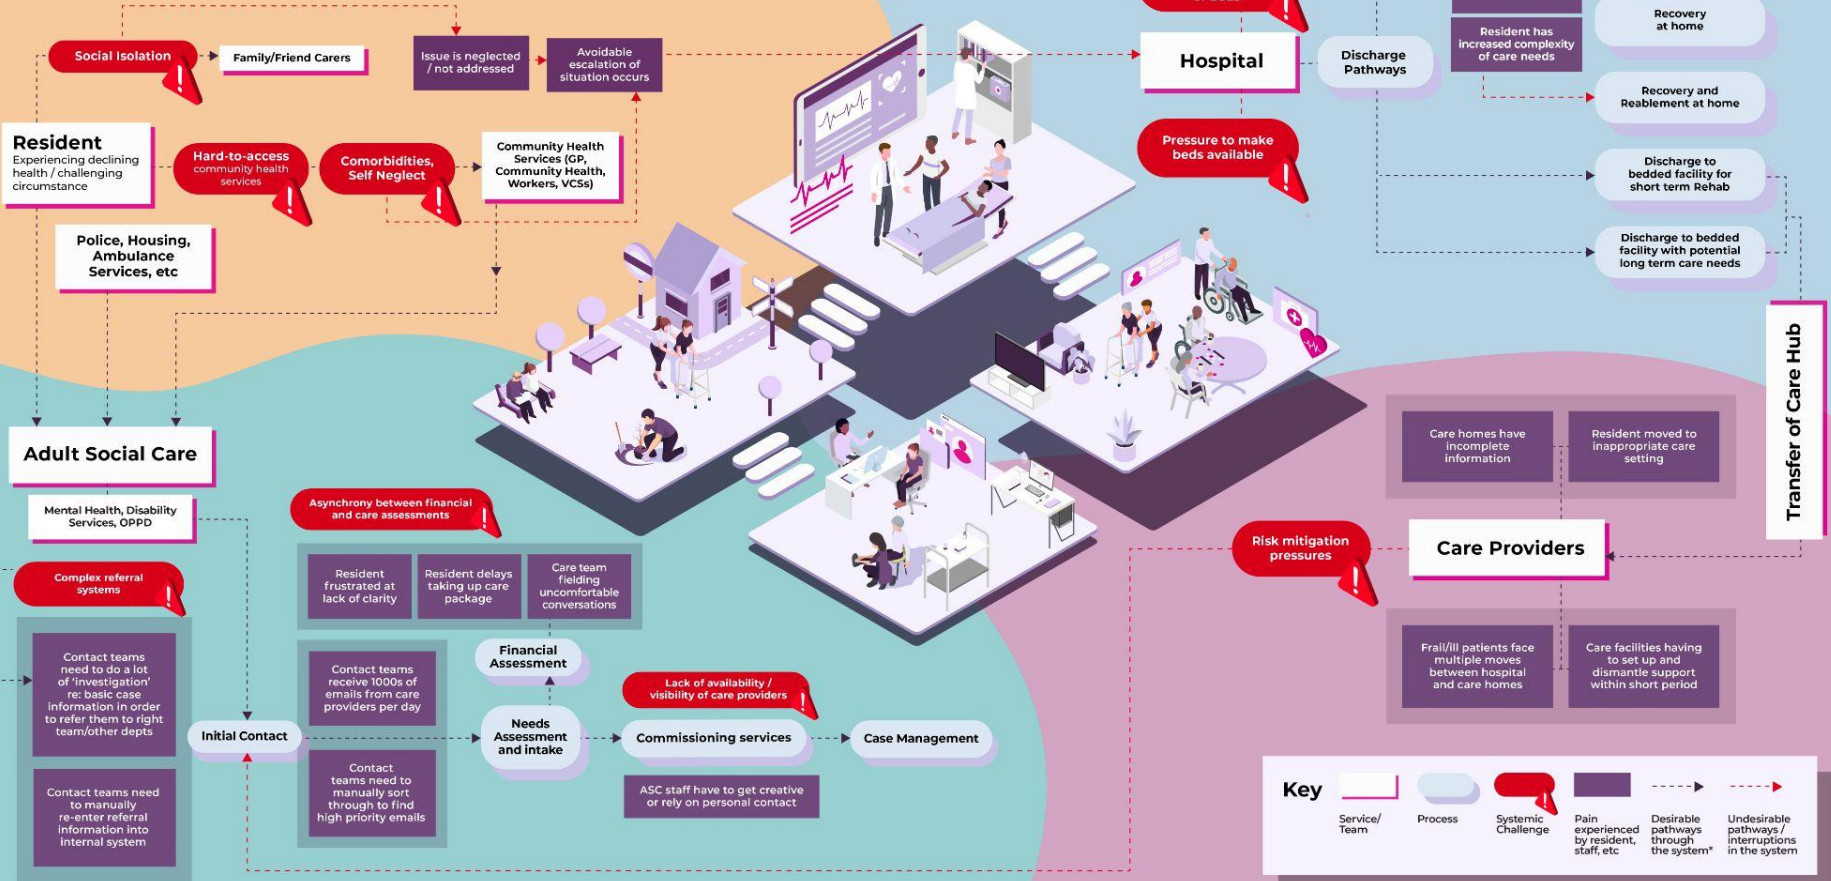 Social Isolation
Family/Friend Carers
Issue is neglected
/ not addressed
Avoidable
escalation of
situation occurs
Hospital
Discharge
Pathways
Resident has
increased complexity
of care needs
Recovery
at home
Recovery and
Reablement at home
Pressure to make
beds available
Discharge to
bedded facility for
short term Rehab
Discharge to bedded
facility with potential
long term care needs
Resident
Experiencing declining
health / challenging
circumstance
Hard-to-access
community health
services
Comorbidities,
Self Neglect
Community Health
Services (GP,
Community Health,
Workers, VCSs)
Police, Housing,
Ambulance
Services, etc
Adult Social Care
Mental Health, Disability
Services, OPPD
Complex referral
systems
Contact teams
need to do a lot
of ‘investigation’
re: basic case
information in order
to refer them to right
team/other depts
Contact teams need
to manually
re-enter referral
information into
internal system
Initial Contact
Asynchrony between financial
and care assessments
Resident
frustrated at
lack of clarity
Resident delays
taking up care
package
Care team
fielding
uncomfortable
conversations
Contact teams
receive 1000s of
emails from care
providers per day
Contact
teams need to
manually sort
through to find
high priority emails
Financial
Assessment
Needs
Assessment
and intake
Lack of availability /
visibility of care providers
Commissioning services
ASC staff have to get creative
or rely on personal contact
Case Management
Transfer of Care Hub
Care homes have
incomplete
information
Resident moved to
inappropriate care
setting
Risk mitigation
pressures
Care Providers
Frail/ill patients face
multiple moves
between hospital
and care homes
Care facilities having
to set up and
dismantle support
within short period
Key
Service/
Team
Process
Systemic
Challenge
Pain
experienced
by resident,
staff, etc
Desirable
pathways
through
the system*
Undesirable
pathways /
interruptions
in the system